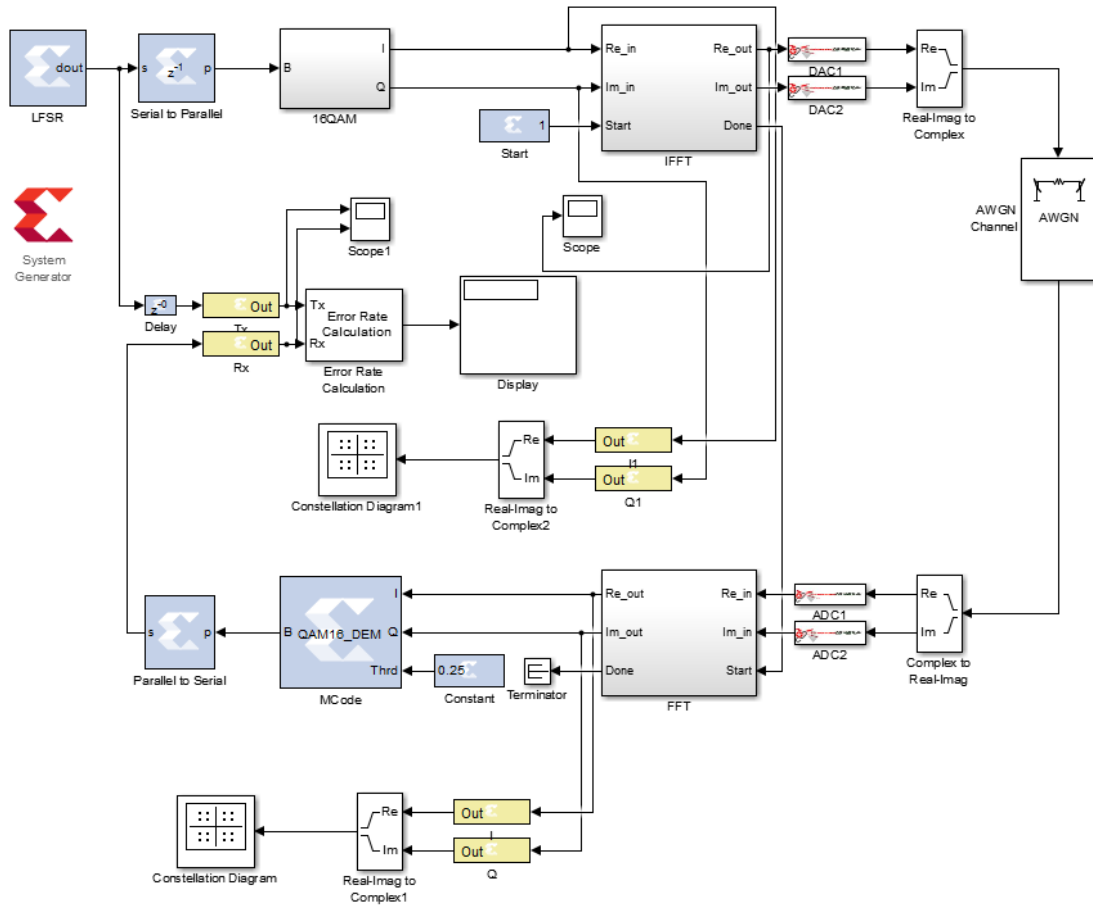 dout
LFSR
s z⁻¹ p
Serial to Parallel
B I
Q
16QAM
1
Start
Re_in Re_out
Im_in Im_out
Start Done
IFFT
DAC1
DAC2
Re
Im
Real-Imag to
Complex
AWGN
AWGN
Channel
System
Generator
Scope1
Scope
z⁻⁰
Delay
Out
Tx
Out
Rx
Tx
Rx
Error Rate
Calculation
Error Rate
Calculation
Display
Constellation Diagram1
Re
Im
Real-Imag to
Complex2
Out
I1
Out
Q1
s p
Parallel to Serial
B QAM16_DEM I
Q
Thrd
MCode
0.25
Constant
Terminator
Re_out Re_in
Im_out Im_in
Done Start
FFT
ADC1
ADC2
Re
Im
Complex to
Real-Imag
Constellation Diagram
Re
Im
Real-Imag to
Complex1
Out
I
Out
Q